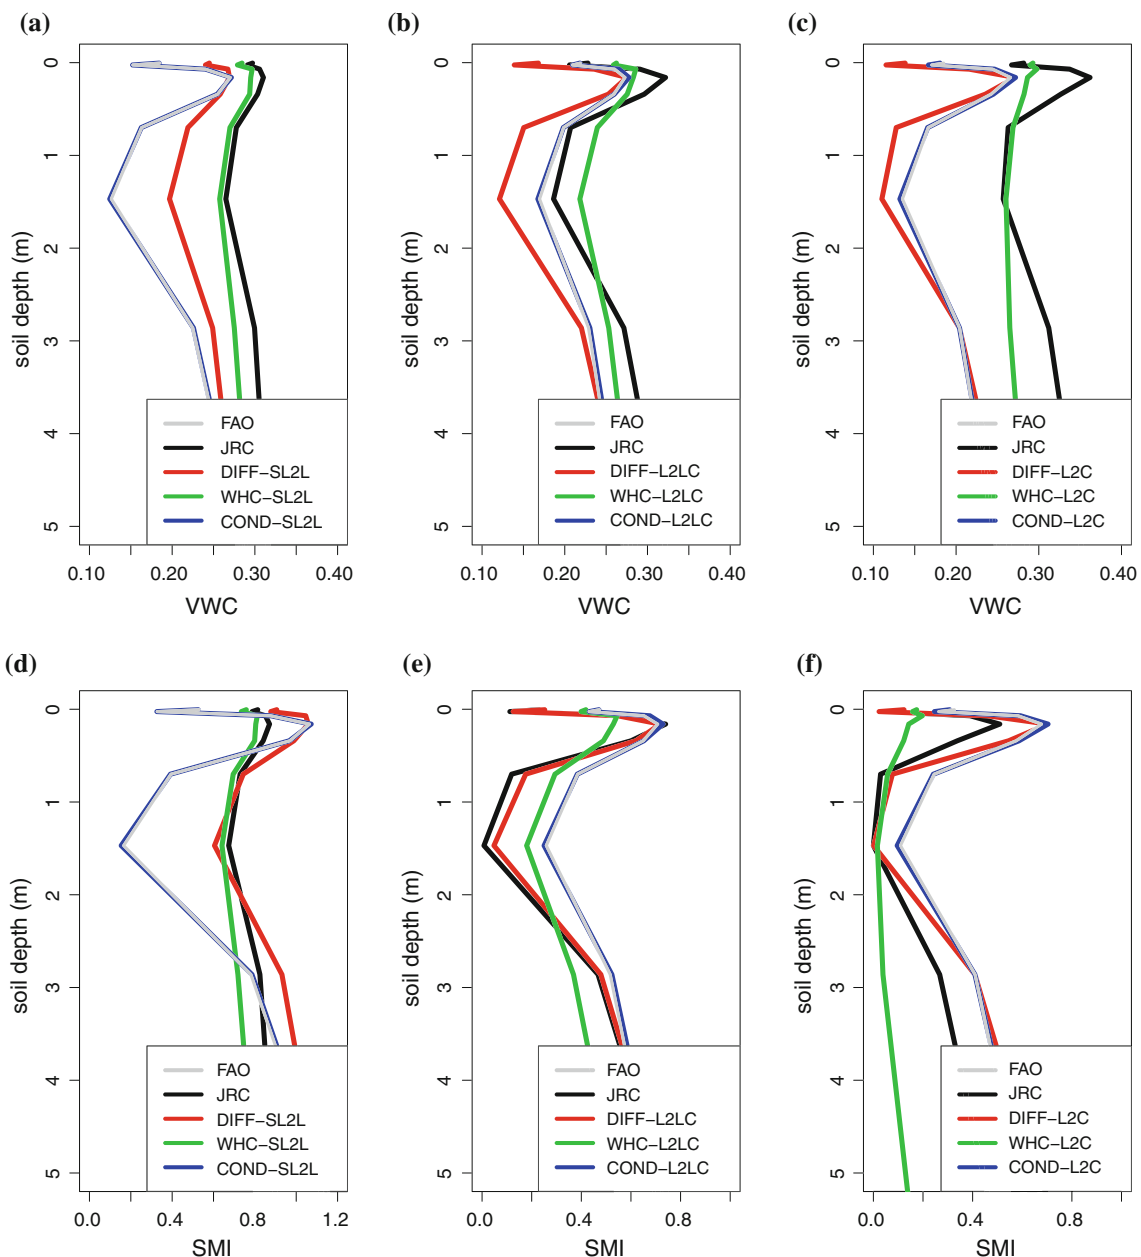 (a)
0
1
2
3
4
5
soil depth (m)
FAO
JRC
DIFF−SL2L
WHC−SL2L
COND−SL2L
0.10 0.20 0.30 0.40
VWC
(b)
0
1
2
3
4
5
soil depth (m)
FAO
JRC
DIFF−L2LC
WHC−L2LC
COND−L2LC
0.10 0.20 0.30 0.40
VWC
(c)
0
1
2
3
4
5
soil depth (m)
FAO
JRC
DIFF−L2C
WHC−L2C
COND−L2C
0.10 0.20 0.30 0.40
VWC
(d)
0
1
2
3
4
5
soil depth (m)
FAO
JRC
DIFF−SL2L
WHC−SL2L
COND−SL2L
0.0 0.4 0.8 1.2
SMI
(e)
0
1
2
3
4
5
soil depth (m)
FAO
JRC
DIFF−L2LC
WHC−L2LC
COND−L2LC
0.0 0.4 0.8
SMI
(f)
0
1
2
3
4
5
soil depth (m)
FAO
JRC
DIFF−L2C
WHC−L2C
COND−L2C
0.0 0.4 0.8
SMI